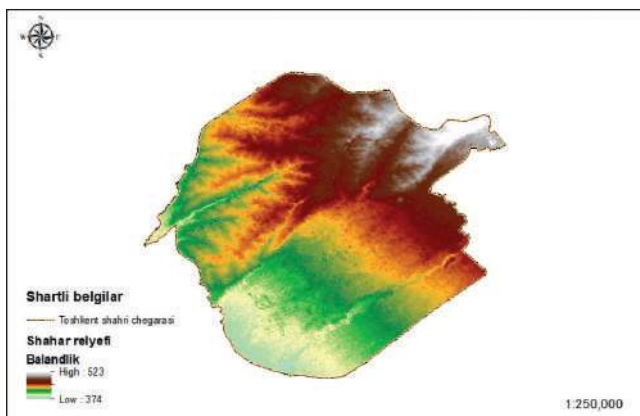 N
Shartli belgilar
Toshkent shahri chegarasi
Shahar relyefi
Balandlik
High : 523
Low : 374
1:250,000